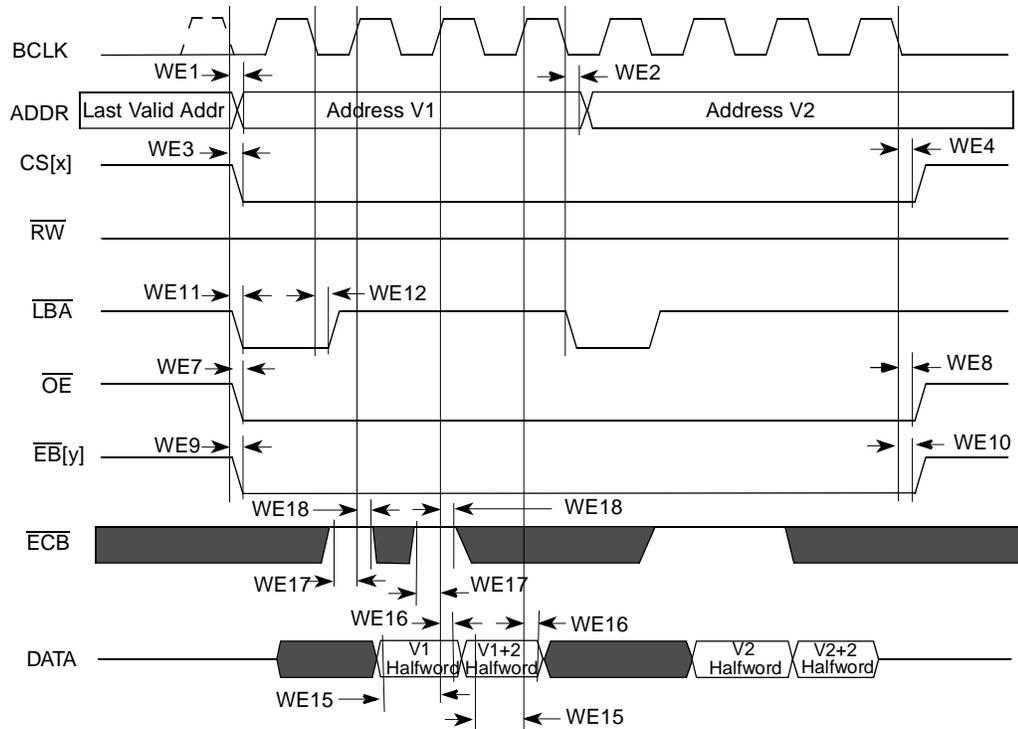 BCLK
WE1
WE2
ADDR
Last Valid Addr
Address V1
Address V2
WE3
WE4
CS[x]
RW
WE11
WE12
LBA
WE7
WE8
OE
WE9
WE10
EB[y]
WE18
WE18
ECB
WE17
WE17
WE16
WE16
DATA
V1
Halfword
V1+2
Halfword
V2
Halfword
V2+2
Halfword
WE15
WE15